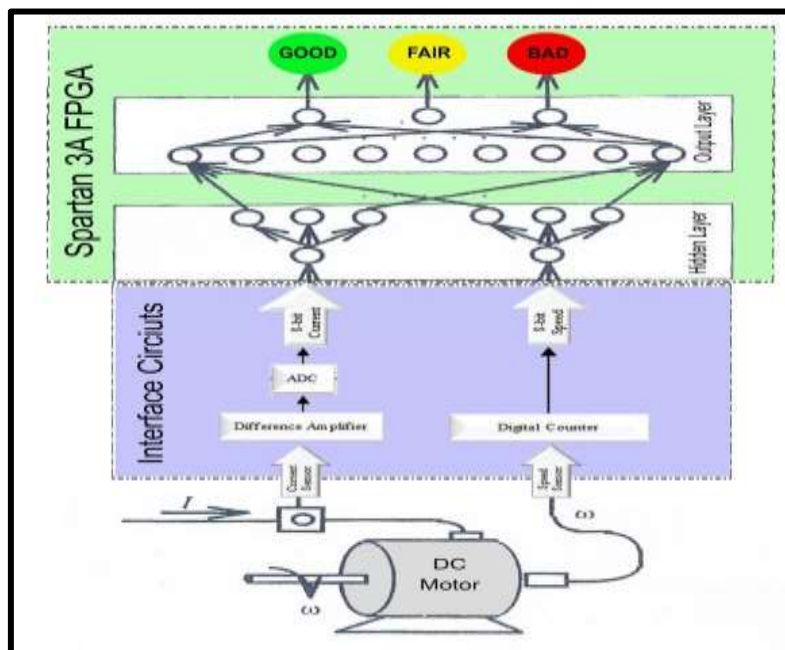 GOOD
FAIR
BAD
Spartan 3A FPGA
Output Layer
Hidden Layer
Interface Circiuts
8-bit
Current
8-bit
Speed
ADC
Difference Amplifier
Digital Counter
Current
Sensor
Speed
Sensor
I
ω
DC
Motor
ω